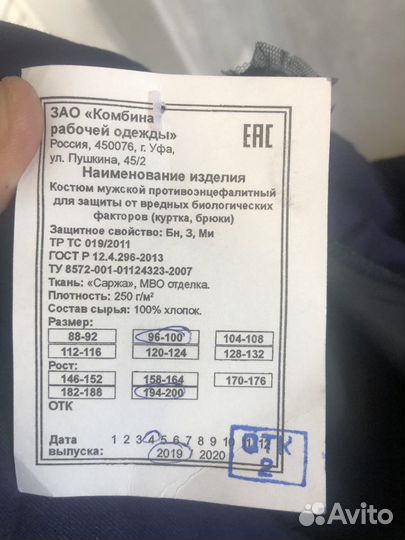 ЗАО «Комбина
рабочей одежды»
Россия, 450076, г. Уфа,
ул. Пушкина, 45/2
ЕАС
Наименование изделия
Костюм мужской противоэнцефалитный
для защиты от вредных биологических
факторов (куртка, брюки)
Защитное свойство: Бн, З, Ми
ТР ТС 019/2011
ГОСТ Р 12.4.296-2013
ТУ 8572-001-01124323-2007
Ткань: «Саржа», МВО отделка.
Плотность: 250 г/м²
Состав сырья: 100% хлопок.
Размер:
88-92 96-100 104-108
112-116 120-124 128-132
Рост:
146-152 158-164 170-176
182-188 194-200
ОТК
Дата 1 2 3 4 5 6 7 8 9 10 11 12
выпуска: 2019 / 2020
ОТК
2
Avito